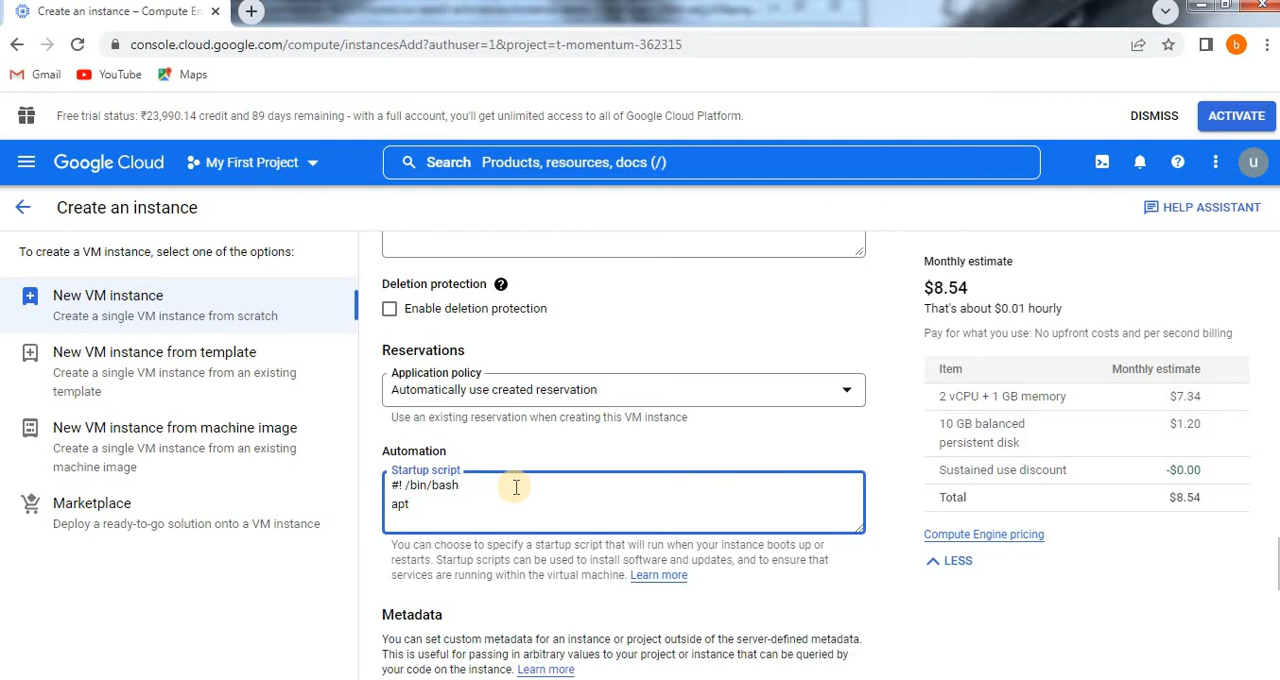 Create an instance – Compute En
console.cloud.google.com/compute/instancesAdd?authuser=1&project=t-momentum-362315
b
Gmail
YouTube
Maps
Free trial status: ₹23,990.14 credit and 89 days remaining - with a full account, you'll get unlimited access to all of Google Cloud Platform.
DISMISS
ACTIVATE
Google Cloud
My First Project
Search Products, resources, docs (/)
u
Create an instance
HELP ASSISTANT
To create a VM instance, select one of the options:
New VM instance
Create a single VM instance from scratch
New VM instance from template
Create a single VM instance from an existing
template
New VM instance from machine image
Create a single VM instance from an existing
machine image
Marketplace
Deploy a ready-to-go solution onto a VM instance
Deletion protection
Enable deletion protection
Reservations
Application policy
Automatically use created reservation
Use an existing reservation when creating this VM instance
Automation
Startup script
#! /bin/bash
apt
You can choose to specify a startup script that will run when your instance boots up or
restarts. Startup scripts can be used to install software and updates, and to ensure that
services are running within the virtual machine. Learn more
Metadata
You can set custom metadata for an instance or project outside of the server-defined metadata.
This is useful for passing in arbitrary values to your project or instance that can be queried by
your code on the instance. Learn more
Monthly estimate
$8.54
That's about $0.01 hourly
Pay for what you use: No upfront costs and per second billing
Item Monthly estimate
2 vCPU + 1 GB memory $7.34
10 GB balanced $1.20
persistent disk
Sustained use discount -$0.00
Total $8.54
Compute Engine pricing
LESS